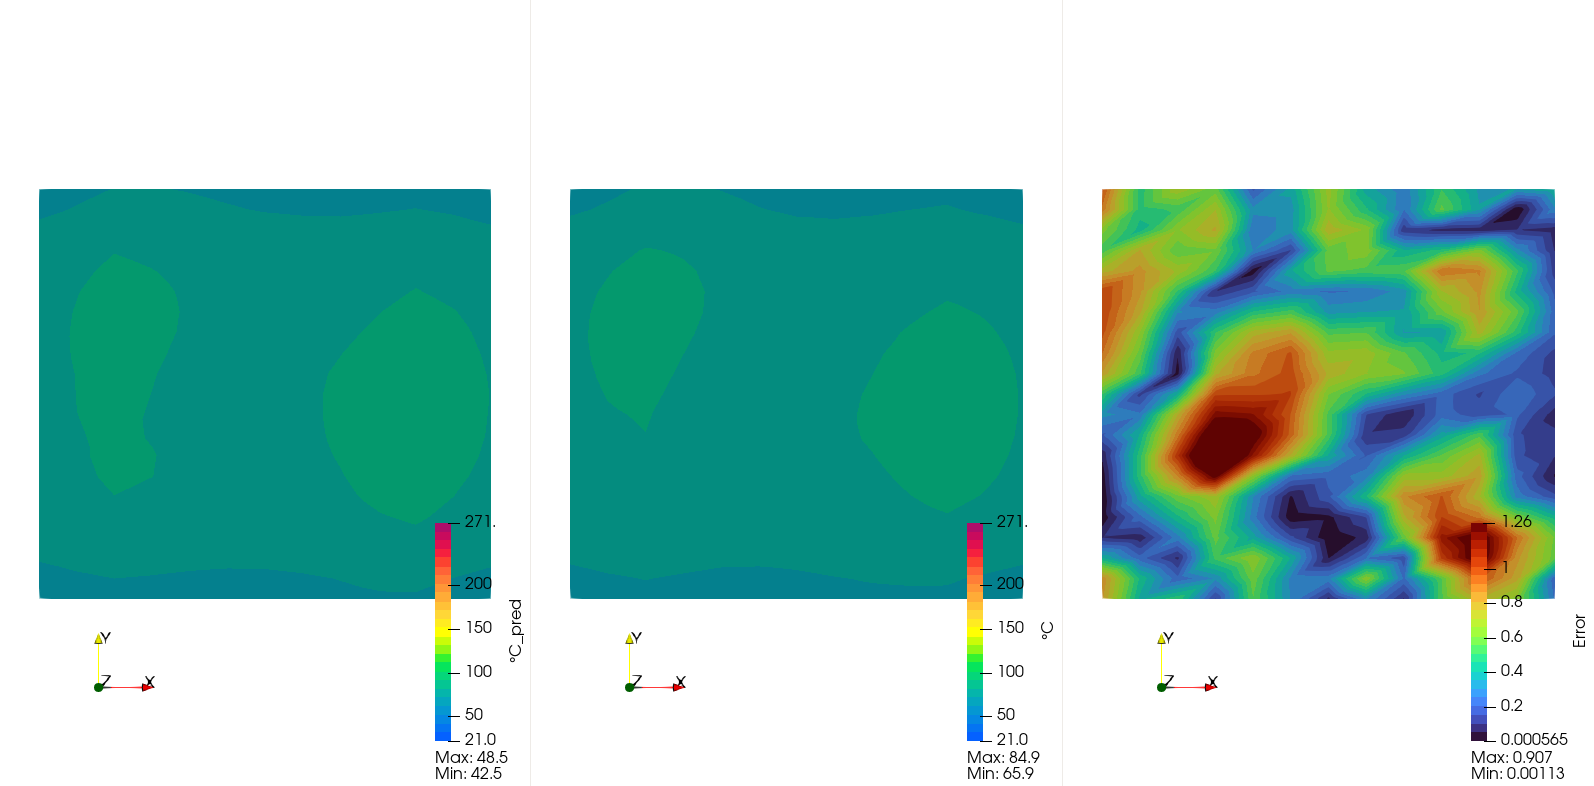 271.
200
150
100
50
21.0
°C_pred
Max: 48.5
Min: 42.5
Y
Z
X
271.
200
150
100
50
21.0
°C
Max: 84.9
Min: 65.9
Y
Z
X
1.26
1
0.8
0.6
0.4
0.2
0.000565
Error
Max: 0.907
Min: 0.00113
Y
Z
X